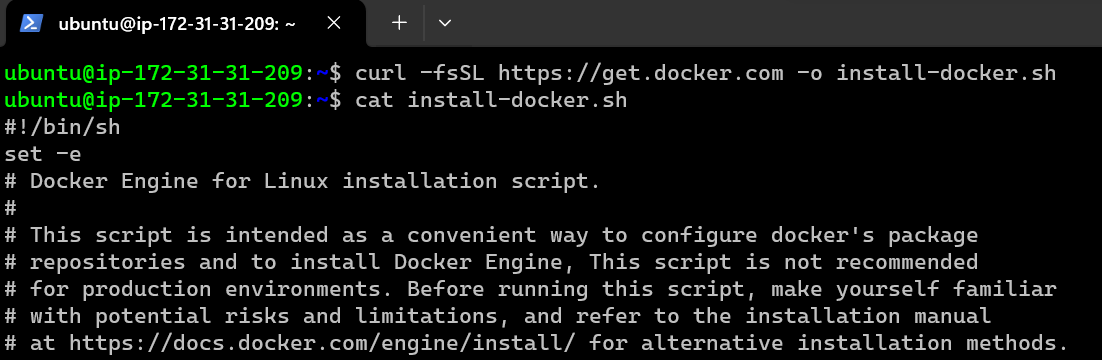 ubuntu@ip-172-31-31-209: ~
ubuntu@ip-172-31-31-209:~$ curl -fsSL https://get.docker.com -o install-docker.sh
ubuntu@ip-172-31-31-209:~$ cat install-docker.sh
#!/bin/sh
set -e
# Docker Engine for Linux installation script.
#
# This script is intended as a convenient way to configure docker's package
# repositories and to install Docker Engine, This script is not recommended
# for production environments. Before running this script, make yourself familiar
# with potential risks and limitations, and refer to the installation manual
# at https://docs.docker.com/engine/install/ for alternative installation methods.